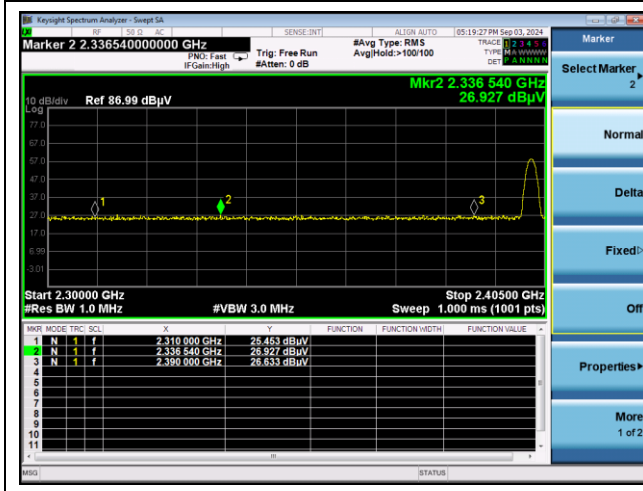 Keysight Spectrum Analyzer - Swept SA
RF 50 Ω AC SENSE:INT ALIGN AUTO 05:19:27 PM Sep 03, 2024
Marker 2 2.336540000000 GHz
PNO: Fast
IFGain:High
Trig: Free Run
#Atten: 0 dB
#Avg Type: RMS
Avg|Hold:>100/100
TRACE 1 2 3 4 5 6
TYPE M A WWWW
DET P A N N N N
Mkr2 2.336 540 GHz
26.927 dBµV
10 dB/div Ref 86.99 dBµV
Log
77.0
67.0
57.0
47.0
37.0
27.0
17.0
6.99
-3.01
1
2
3
Start 2.30000 GHz Stop 2.40500 GHz
#Res BW 1.0 MHz #VBW 3.0 MHz Sweep 1.000 ms (1001 pts)
MKR MODE TRC SCL X Y FUNCTION FUNCTION WIDTH FUNCTION VALUE
1 N 1 f 2.310 000 GHz 25.453 dBµV
2 N 1 f 2.336 540 GHz 26.927 dBµV
3 N 1 f 2.390 000 GHz 26.633 dBµV
4
5
6
7
8
9
10
11
MSG STATUS
Marker
Select Marker
2
Normal
Delta
Fixed
Off
Properties
More
1 of 2